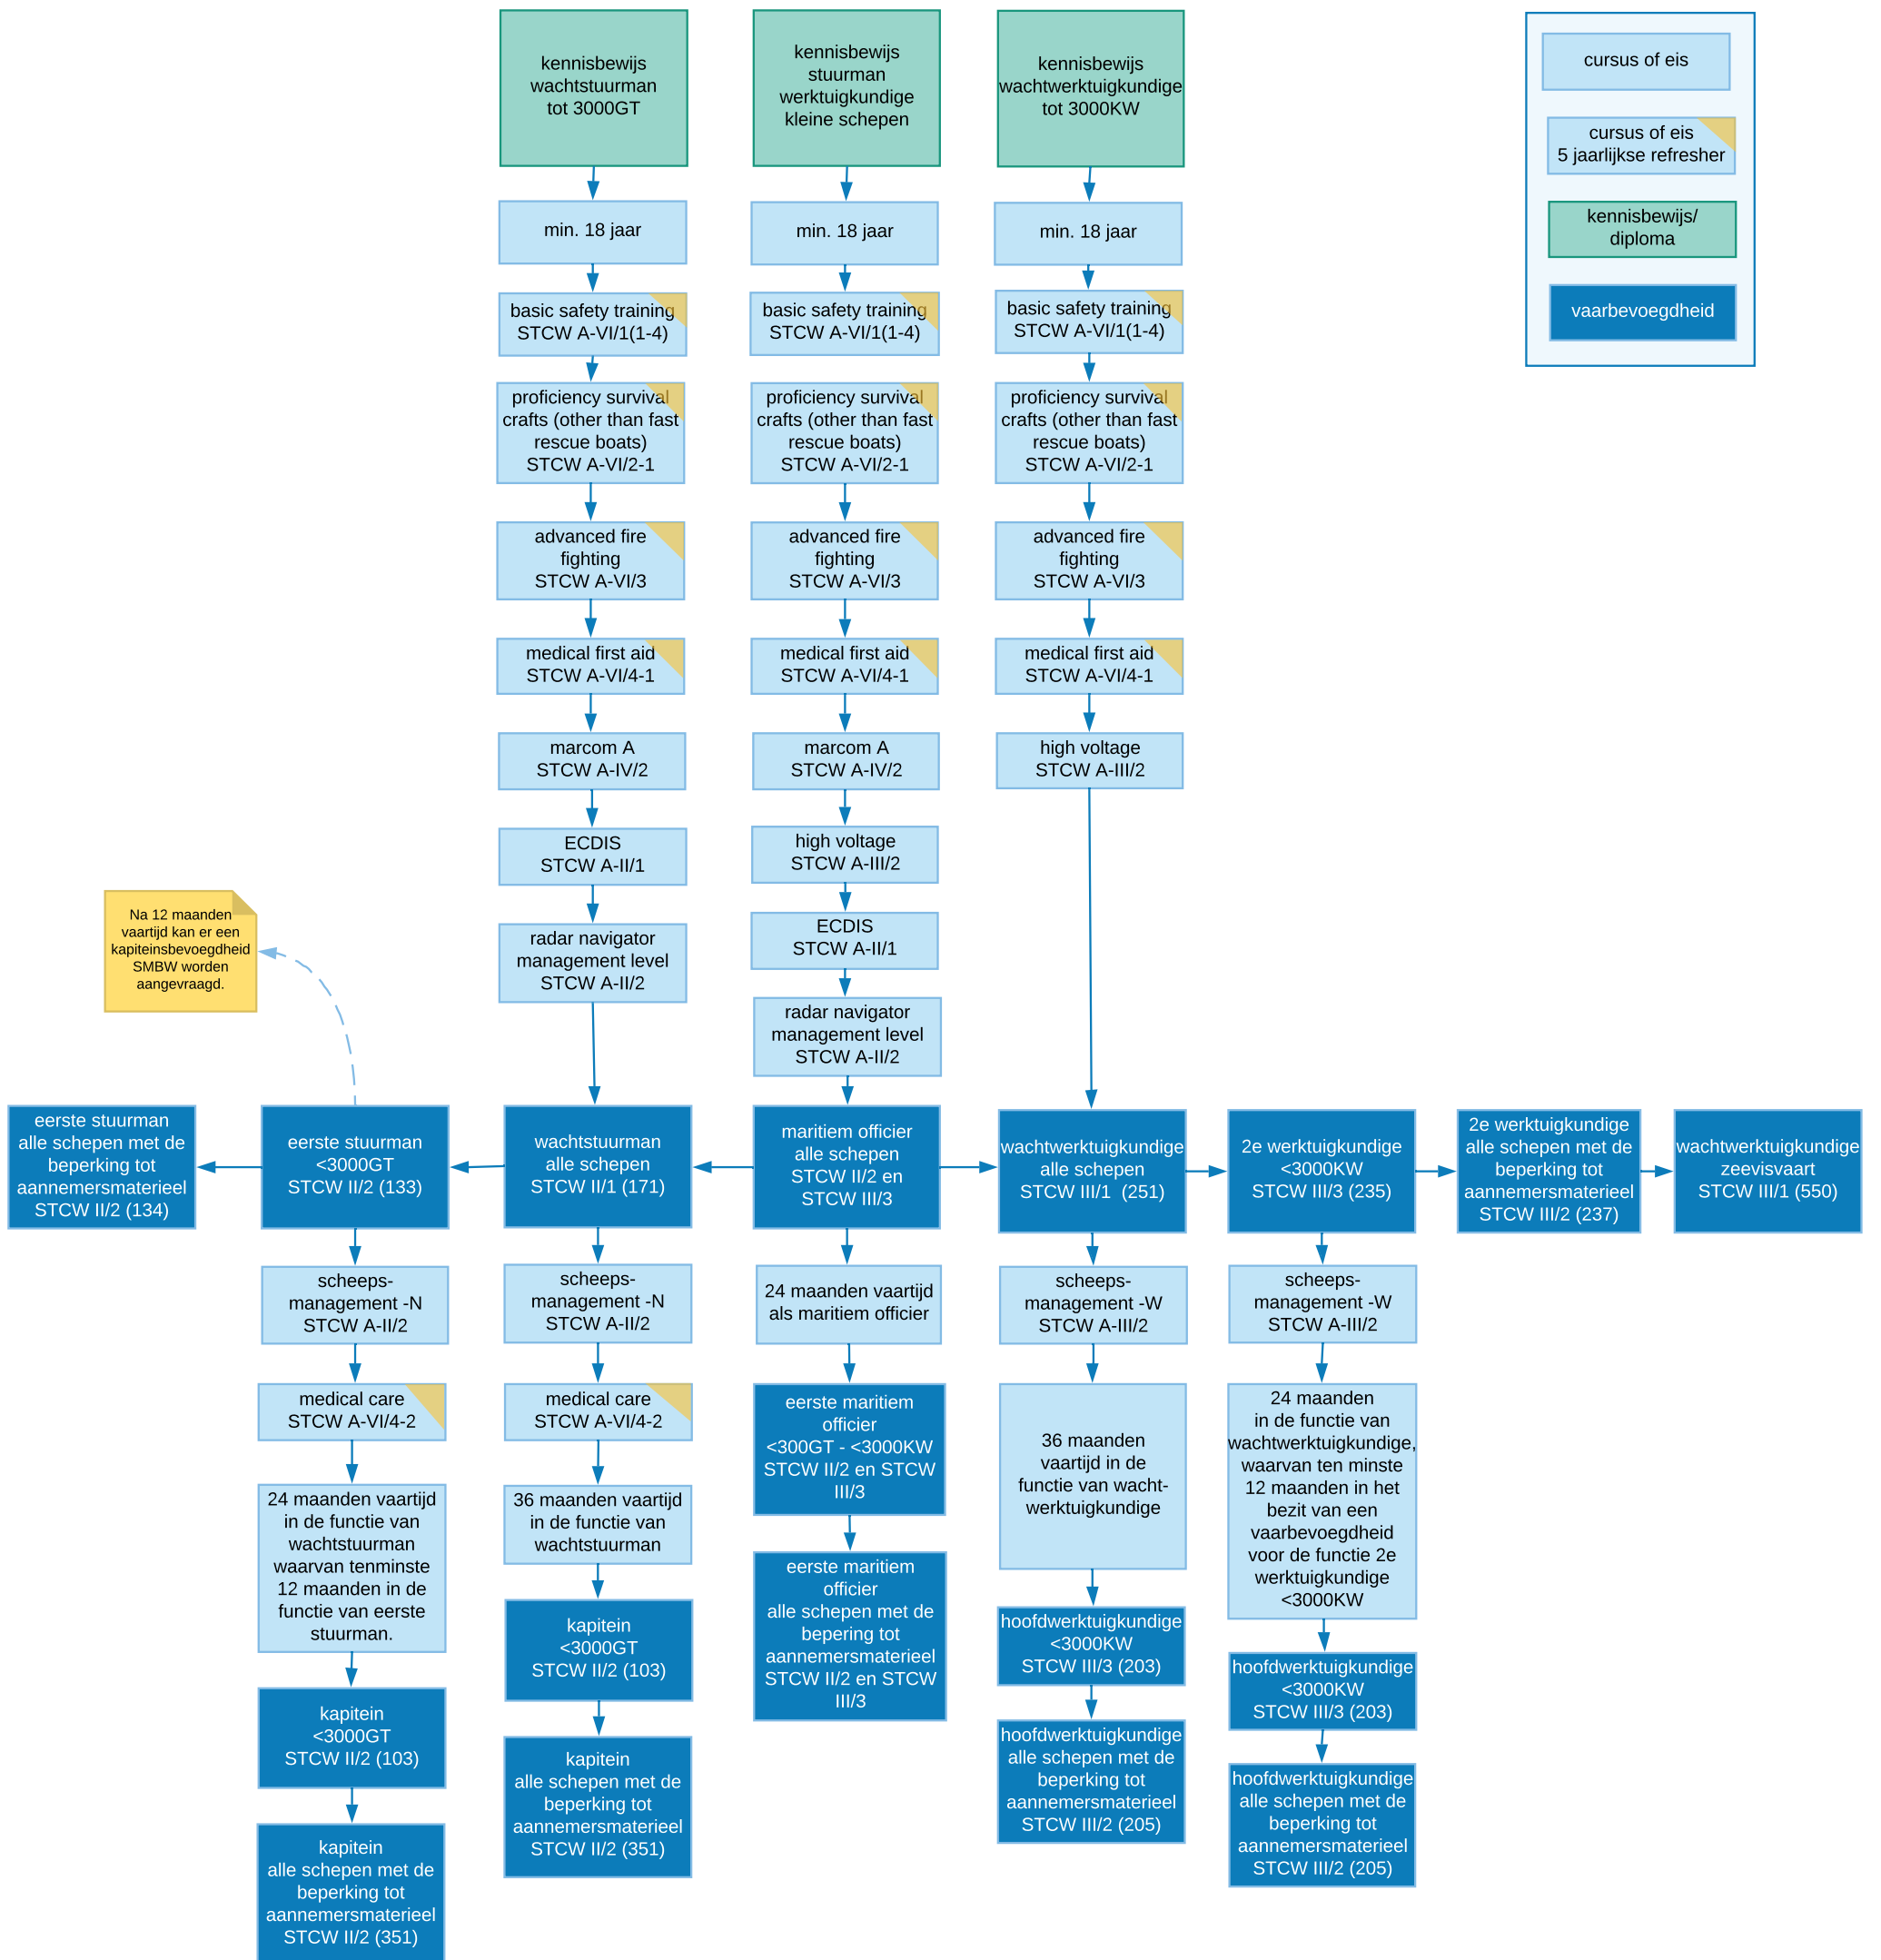 kennisbewijs
wachtstuurman
tot 3000GT
kennisbewijs
stuurman
werktuigkundige
kleine schepen
kennisbewijs
wachtwerktuigkundige
tot 3000KW
cursus of eis
cursus of eis
5 jaarlijkse refresher
kennisbewijs/
diploma
vaarbevoegdheid
min. 18 jaar
min. 18 jaar
min. 18 jaar
basic safety training
STCW A-VI/1(1-4)
basic safety training
STCW A-VI/1(1-4)
basic safety training
STCW A-VI/1(1-4)
proficiency survival
crafts (other than fast
rescue boats)
STCW A-VI/2-1
proficiency survival
crafts (other than fast
rescue boats)
STCW A-VI/2-1
proficiency survival
crafts (other than fast
rescue boats)
STCW A-VI/2-1
advanced fire
fighting
STCW A-VI/3
advanced fire
fighting
STCW A-VI/3
advanced fire
fighting
STCW A-VI/3
medical first aid
STCW A-VI/4-1
medical first aid
STCW A-VI/4-1
medical first aid
STCW A-VI/4-1
marcom A
STCW A-IV/2
marcom A
STCW A-IV/2
high voltage
STCW A-III/2
ECDIS
STCW A-II/1
high voltage
STCW A-III/2
Na 12 maanden
vaartijd kan er een
kapiteinsbevoegdheid
SMBW worden
aangevraagd.
radar navigator
management level
STCW A-II/2
ECDIS
STCW A-II/1
radar navigator
management level
STCW A-II/2
eerste stuurman
alle schepen met de
beperking tot
aannemersmaterieel
STCW II/2 (134)
eerste stuurman
<3000GT
STCW II/2 (133)
wachtstuurman
alle schepen
STCW II/1 (171)
maritiem officier
alle schepen
STCW II/2 en
STCW III/3
wachtwerktuigkundige
alle schepen
STCW III/1 (251)
2e werktuigkundige
<3000KW
STCW III/3 (235)
2e werktuigkundige
alle schepen met de
beperking tot
aannemersmaterieel
STCW III/2 (237)
wachtwerktuigkundige
zeevisvaart
STCW III/1 (550)
scheeps-
management -N
STCW A-II/2
scheeps-
management -N
STCW A-II/2
24 maanden vaartijd
als maritiem officier
scheeps-
management -W
STCW A-III/2
scheeps-
management -W
STCW A-III/2
medical care
STCW A-VI/4-2
medical care
STCW A-VI/4-2
eerste maritiem
officier
<300GT - <3000KW
STCW II/2 en STCW
III/3
36 maanden
vaartijd in de
functie van wacht-
werktuigkundige
24 maanden
in de functie van
wachtwerktuigkundige,
waarvan ten minste
12 maanden in het
bezit van een
vaarbevoegdheid
voor de functie 2e
werktuigkundige
<3000KW
24 maanden vaartijd
in de functie van
wachtstuurman
waarvan tenminste
12 maanden in de
functie van eerste
stuurman.
36 maanden vaartijd
in de functie van
wachtstuurman
eerste maritiem
officier
alle schepen met de
bepering tot
aannemersmaterieel
STCW II/2 en STCW
III/3
kapitein
<3000GT
STCW II/2 (103)
hoofdwerktuigkundige
<3000KW
STCW III/3 (203)
hoofdwerktuigkundige
<3000KW
STCW III/3 (203)
kapitein
<3000GT
STCW II/2 (103)
kapitein
alle schepen met de
beperking tot
aannemersmaterieel
STCW II/2 (351)
hoofdwerktuigkundige
alle schepen met de
beperking tot
aannemersmaterieel
STCW III/2 (205)
hoofdwerktuigkundige
alle schepen met de
beperking tot
aannemersmaterieel
STCW III/2 (205)
kapitein
alle schepen met de
beperking tot
aannemersmaterieel
STCW II/2 (351)